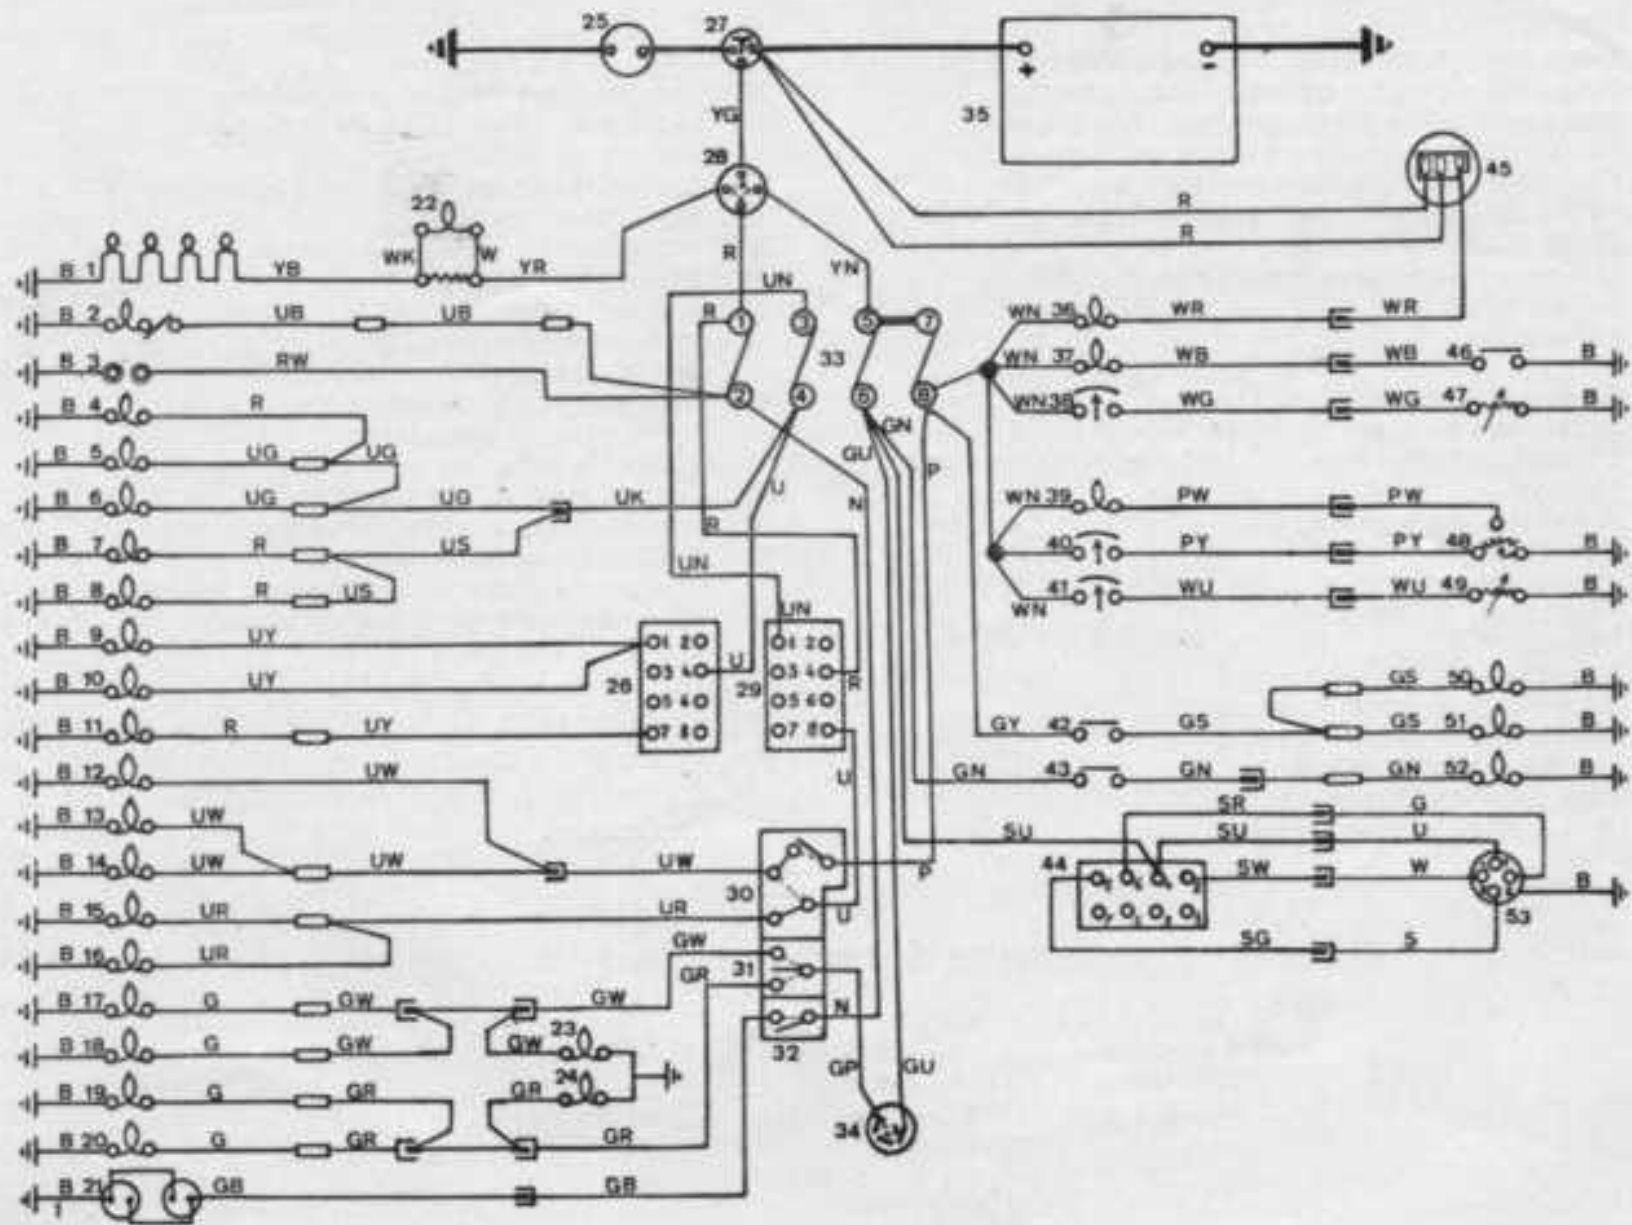 25
27
+
-
35
YG
28
45
R
R
22
WK
W
B 1
YB
YR
R
YN
UN
B 2
UB
UB
R
1
3
5
7
33
WN 36
WR
WR
B 3
RW
WN 37
WB
WB
46
B
2
4
6
8
B 4
R
WN 38
WG
WG
47
B
GN
GU
P
B 5
UG
UG
B 6
UG
UG
UK
U
N
WN 39
PW
PW
B 7
R
US
R
40
PY
PY
48
B
UN
B 8
R
US
41
WN
WU
WU
49
B
UN
B 9
UY
1 2
3 4
5 6
7 8
26
U
1 2
3 4
5 6
7 8
29
R
B 10
UY
GS
50
B
B 11
R
UY
GY
42
GS
GS
51
B
B 12
UW
U
GN
43
GN
GN
52
B
B 13
UW
SR
G
SU
SU
U
B 14
UW
UW
UW
P
44
SW
W
B
30
B 15
UR
U
53
B 16
UR
SG
S
GW
31
GR
B 17
G
GW
GW
N
B 18
G
GW
GW
23
32
GP
GU
B 19
G
GR
GR
24
B 20
G
GR
GR
34
B 21
GB
GB